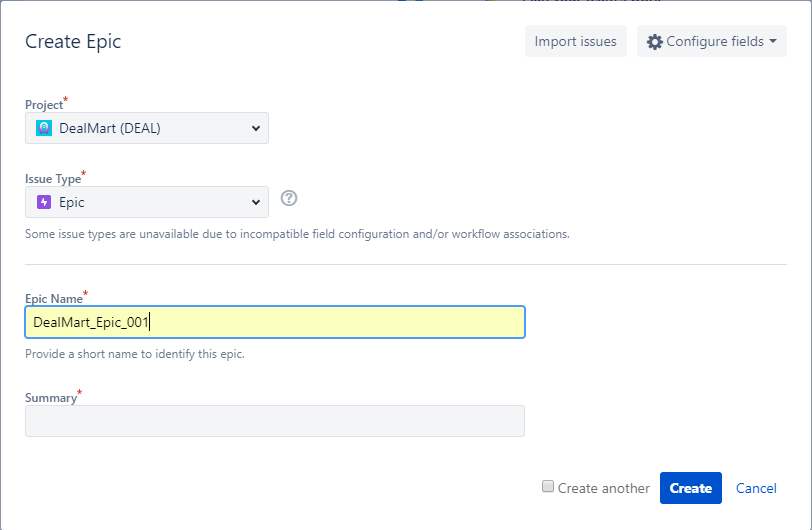 Create Epic
Import issues
Configure fields
Project*
DealMart (DEAL)
Issue Type*
Epic
Some issue types are unavailable due to incompatible field configuration and/or workflow associations.
Epic Name*
DealMart_Epic_001
Provide a short name to identify this epic.
Summary*
Create another
Create
Cancel